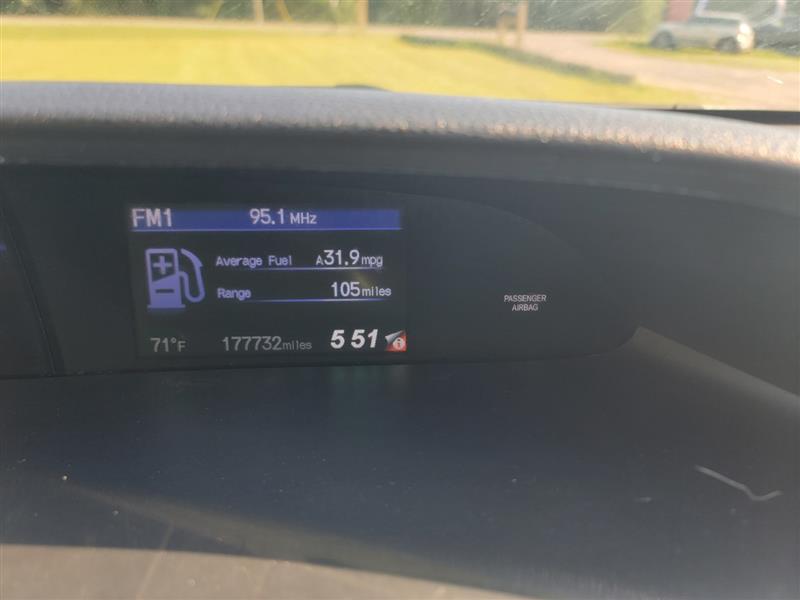 FM1 95.1 MHz
Average Fuel A31.9 mpg
Range 105 miles
71°F 177732 miles 5 51
PASSENGER
AIRBAG